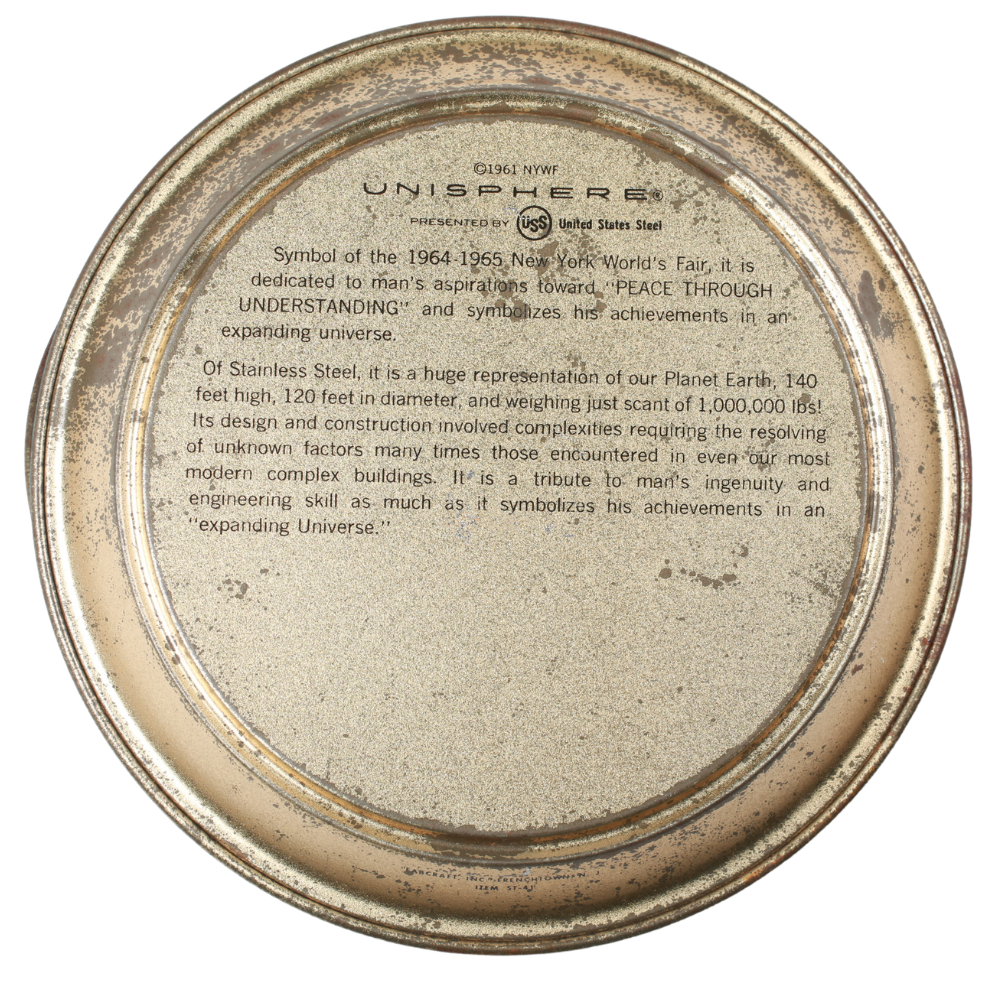 ©1961 NYWF
UNISPHERE®
PRESENTED BY USS United States Steel
Symbol of the 1964-1965 New York World's Fair, it is
dedicated to man's aspirations toward "PEACE THROUGH
UNDERSTANDING" and symbolizes his achievements in an
expanding universe.
Of Stainless Steel, it is a huge representation of our Planet Earth, 140
feet high, 120 feet in diameter, and weighing just scant of 1,000,000 lbs!
Its design and construction involved complexities requiring the resolving
of unknown factors many times those encountered in even our most
modern complex buildings. It is a tribute to man's ingenuity and
engineering skill as much as it symbolizes his achievements in an
"expanding Universe."
INC. FRENCHTOWN
ITEM